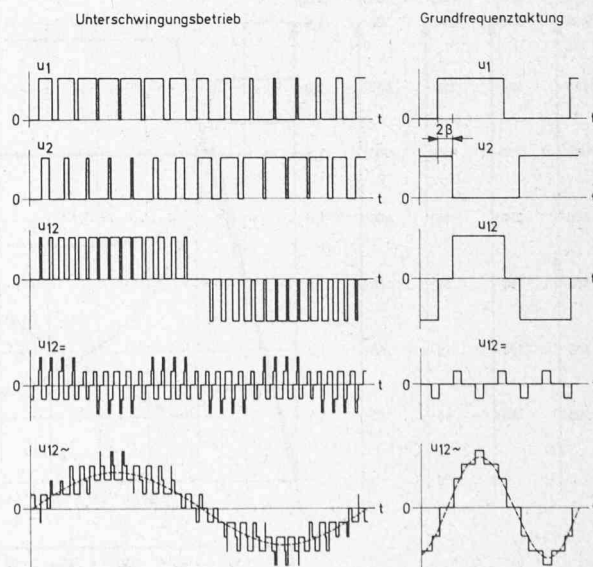 Unterschwingungsbetrieb
Grundfrequenztaktung
u1
0
t
u1
0
t
2β
u2
0
t
u2
0
t
u12
0
t
u12
0
t
u12=
0
t
u12=
0
t
u12~
0
t
u12~
0
t